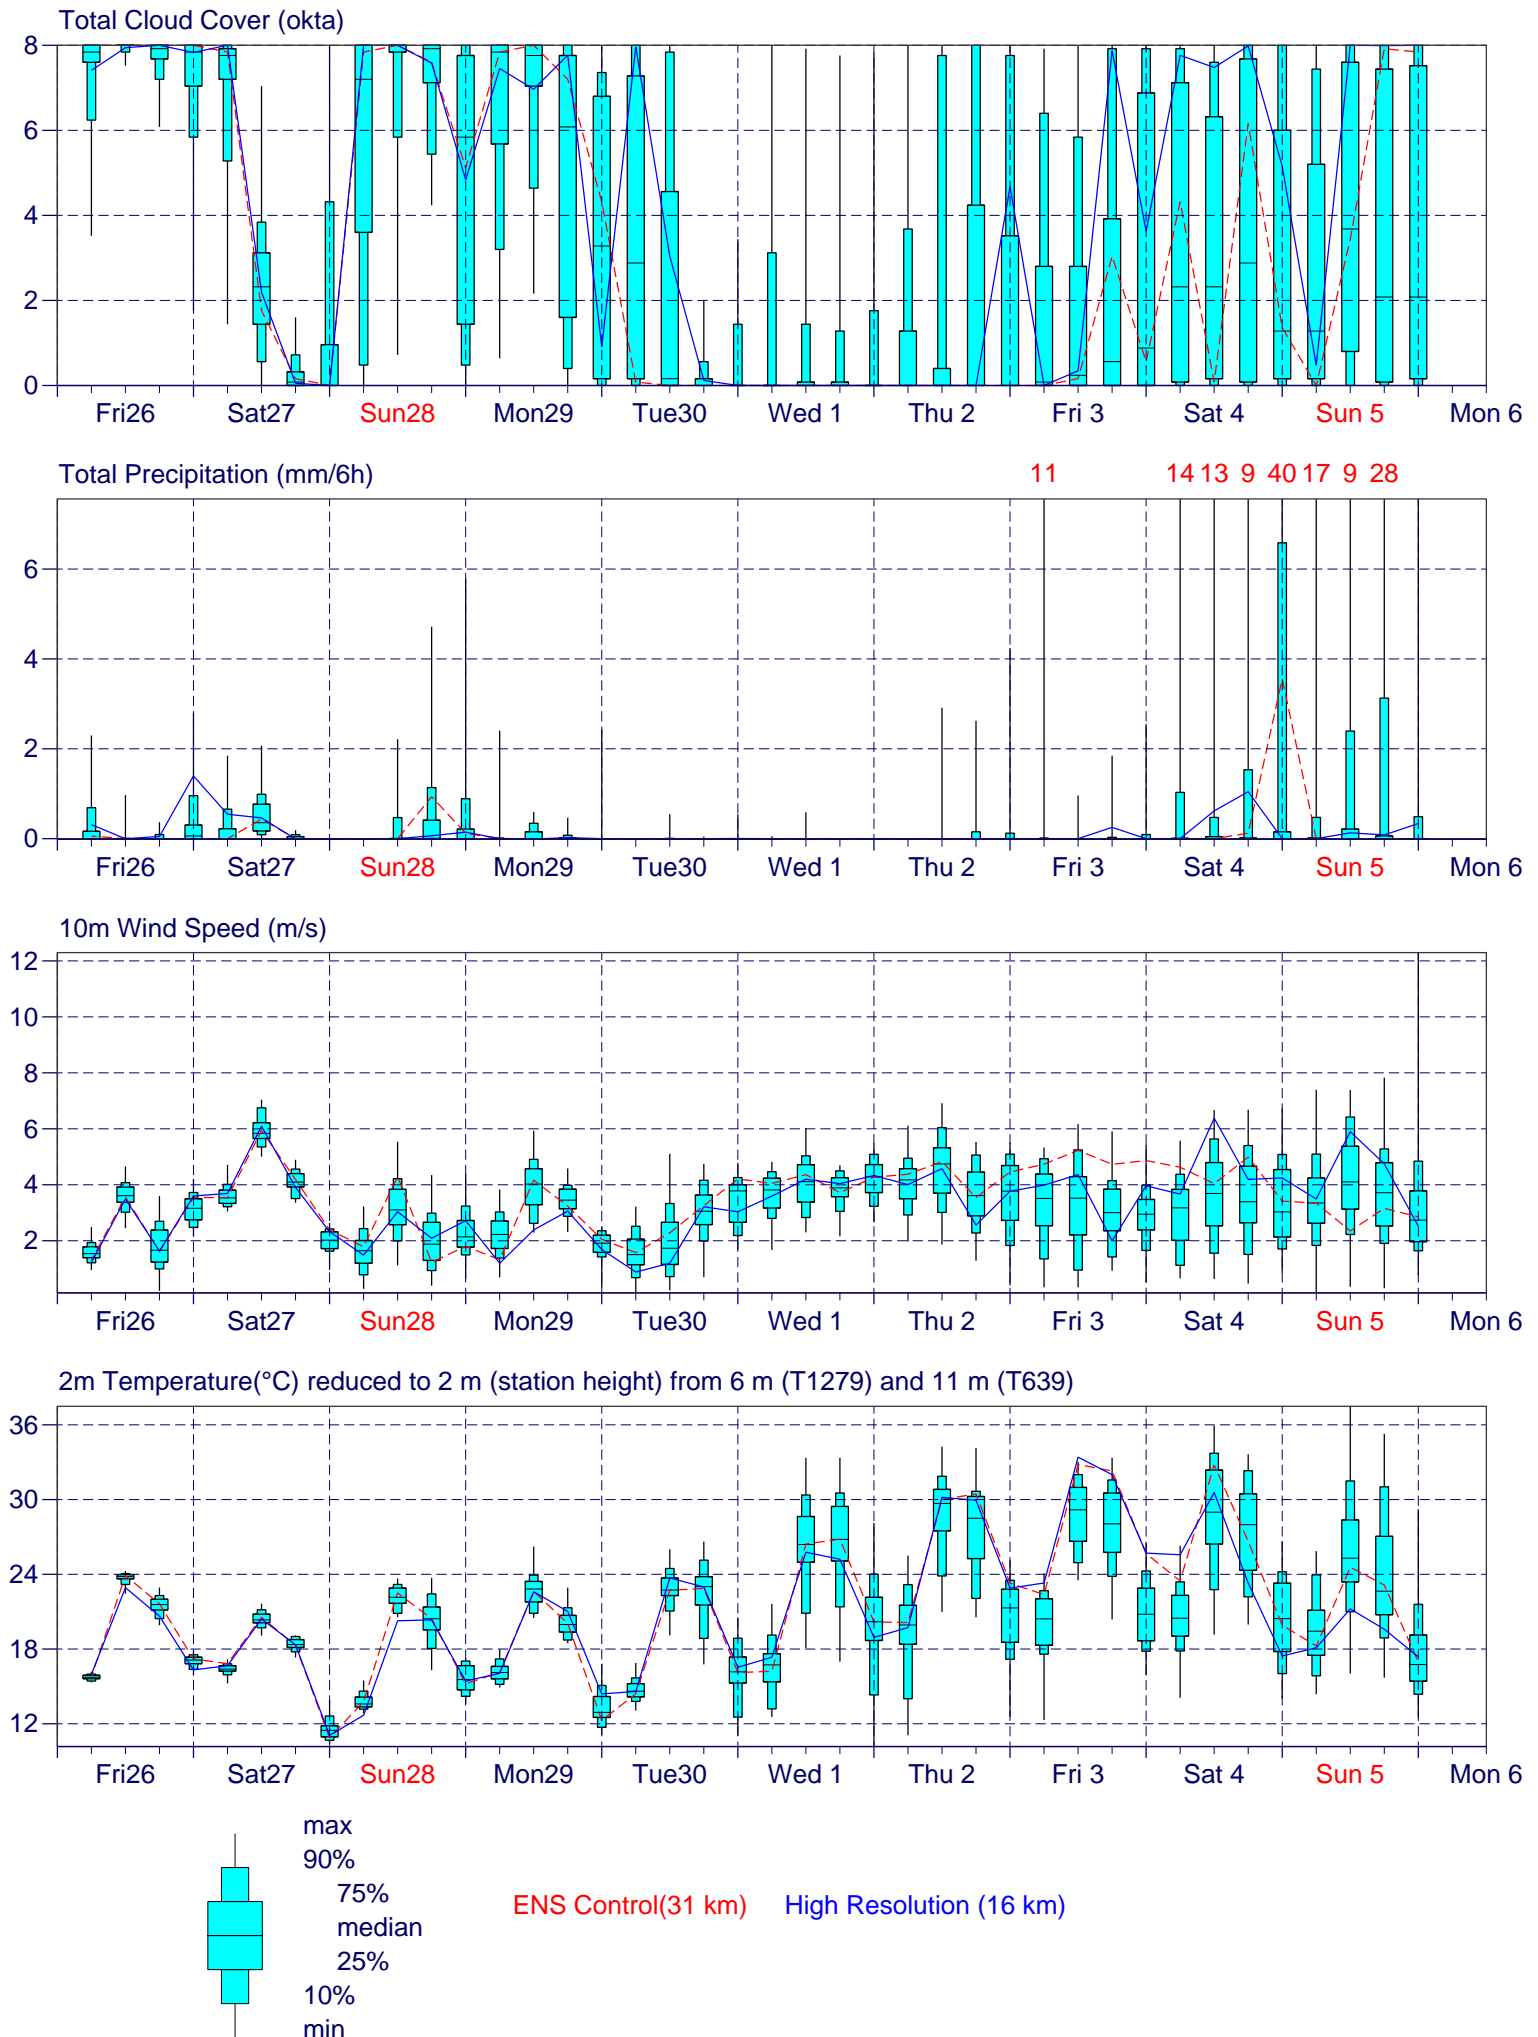 Total Cloud Cover (okta)
8
6
4
2
0
Fri26 Sat27 Sun28 Mon29 Tue30 Wed 1 Thu 2 Fri 3 Sat 4 Sun 5 Mon 6
Total Precipitation (mm/6h) 11 14 13 9 40 17 9 28
6
4
2
0
Fri26 Sat27 Sun28 Mon29 Tue30 Wed 1 Thu 2 Fri 3 Sat 4 Sun 5 Mon 6
10m Wind Speed (m/s)
12
10
8
6
4
2
Fri26 Sat27 Sun28 Mon29 Tue30 Wed 1 Thu 2 Fri 3 Sat 4 Sun 5 Mon 6
2m Temperature(°C) reduced to 2 m (station height) from 6 m (T1279) and 11 m (T639)
36
30
24
18
12
Fri26 Sat27 Sun28 Mon29 Tue30 Wed 1 Thu 2 Fri 3 Sat 4 Sun 5 Mon 6
max
90%
75%
median
25%
10%
min
ENS Control(31 km) High Resolution (16 km)